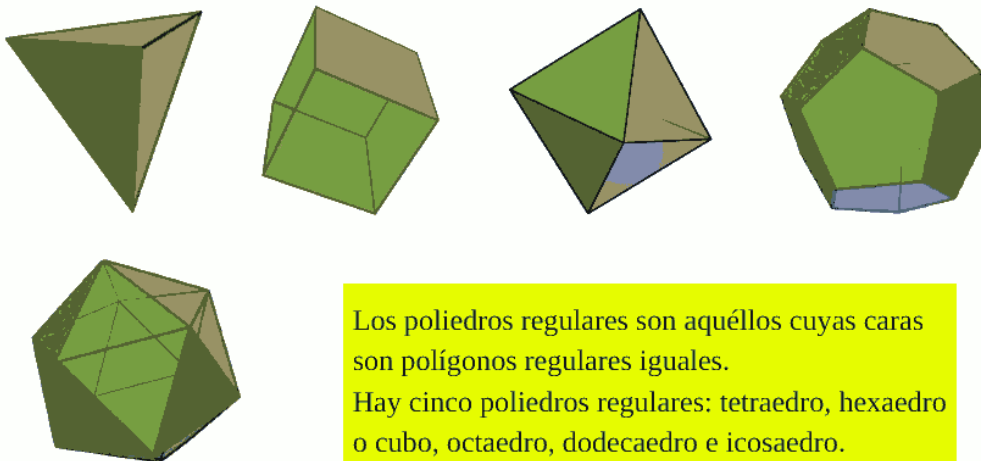 Los poliedros regulares son aquéllos cuyas caras
son polígonos regulares iguales.
Hay cinco poliedros regulares: tetraedro, hexaedro
o cubo, octaedro, dodecaedro e icosaedro.